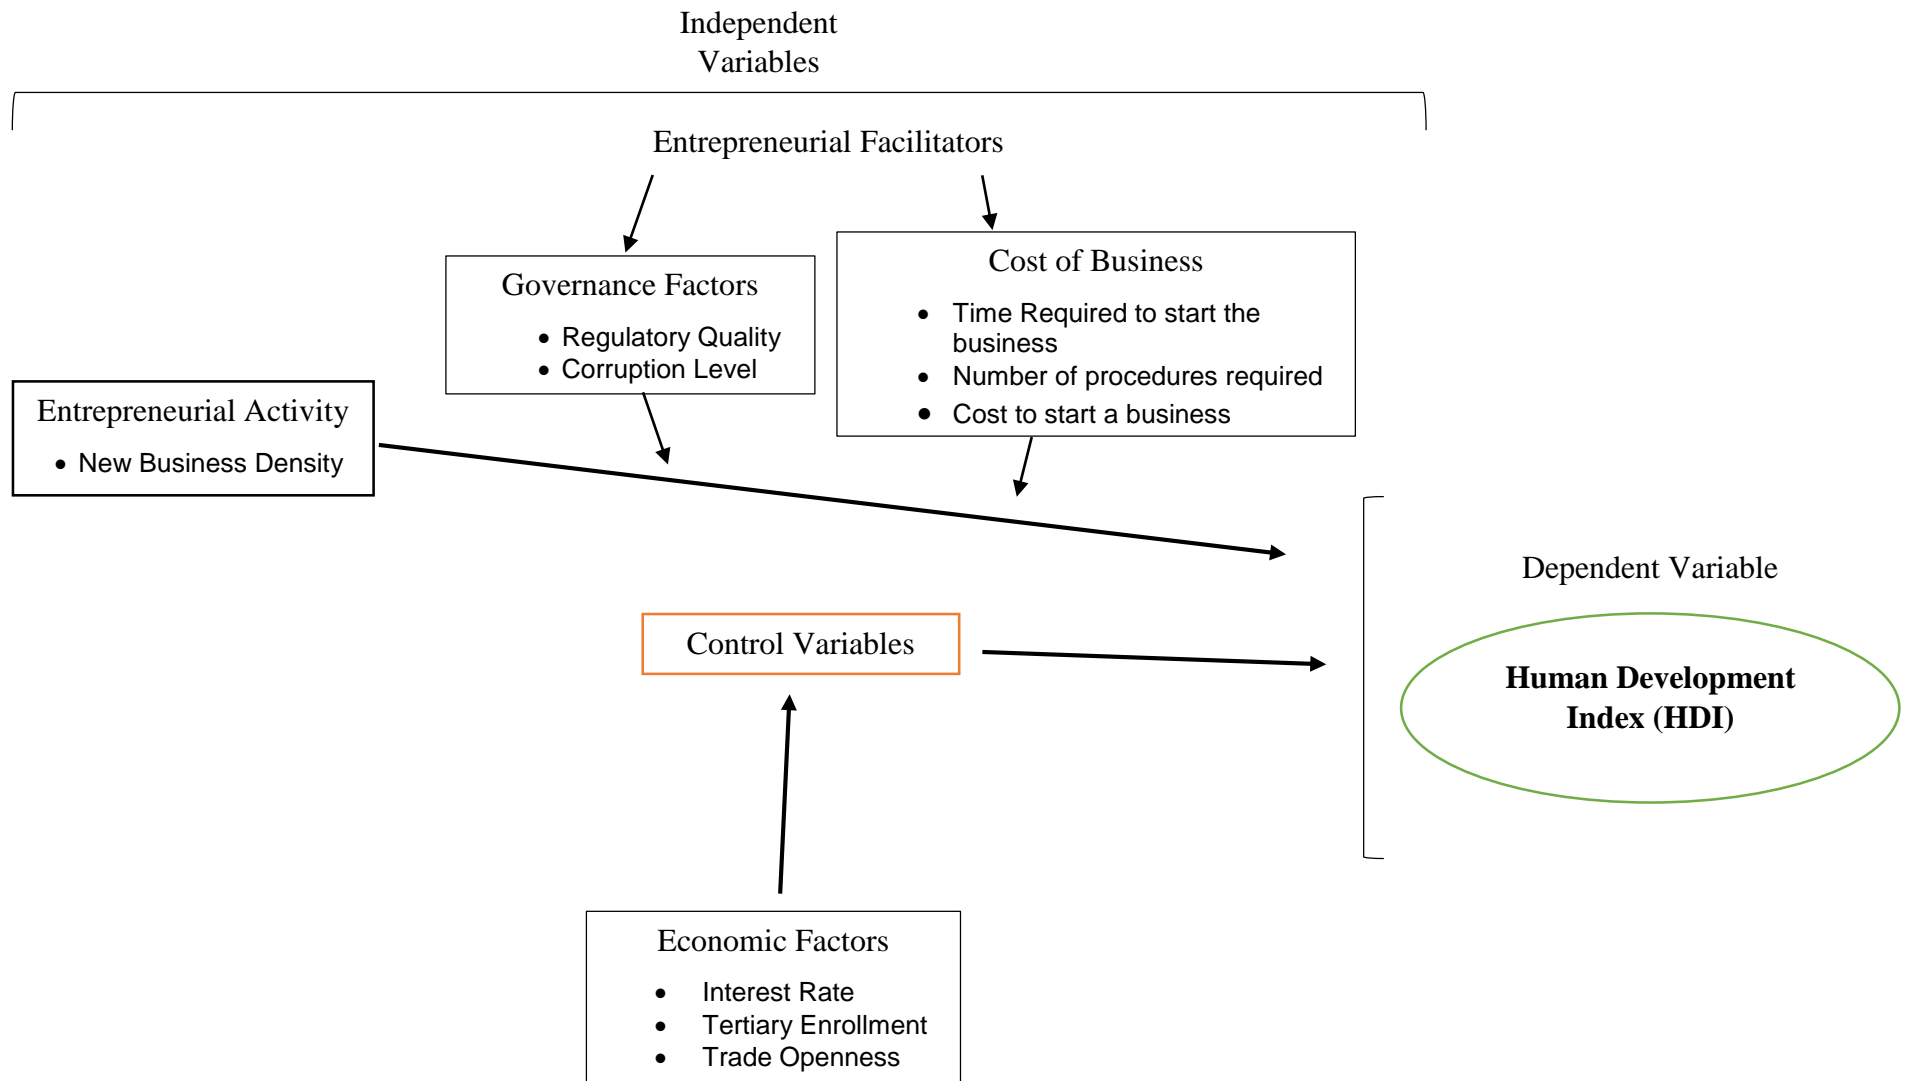 Independent
Variables
Entrepreneurial Facilitators
Governance Factors
• Regulatory Quality
• Corruption Level
Cost of Business
• Time Required to start the
business
• Number of procedures required
• Cost to start a business
Entrepreneurial Activity
• New Business Density
Dependent Variable
Human Development
Index (HDI)
Control Variables
Economic Factors
• Interest Rate
• Tertiary Enrollment
• Trade Openness